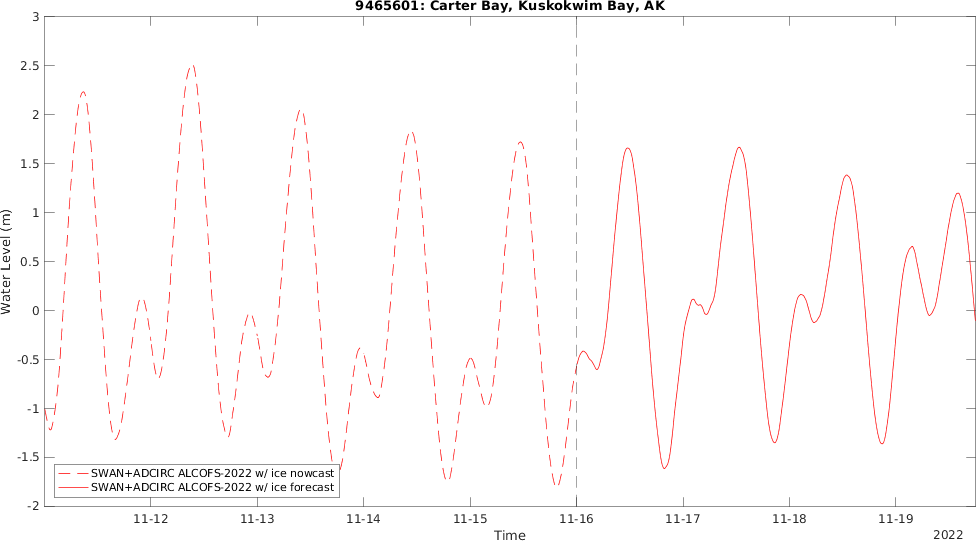 9465601: Carter Bay, Kuskokwim Bay, AK
3
2.5
2
1.5
1
0.5
0
-0.5
-1
-1.5
-2
Water Level (m)
SWAN+ADCIRC ALCOFS-2022 w/ ice nowcast
SWAN+ADCIRC ALCOFS-2022 w/ ice forecast
11-12 11-13 11-14 11-15 11-16 11-17 11-18 11-19
Time
2022